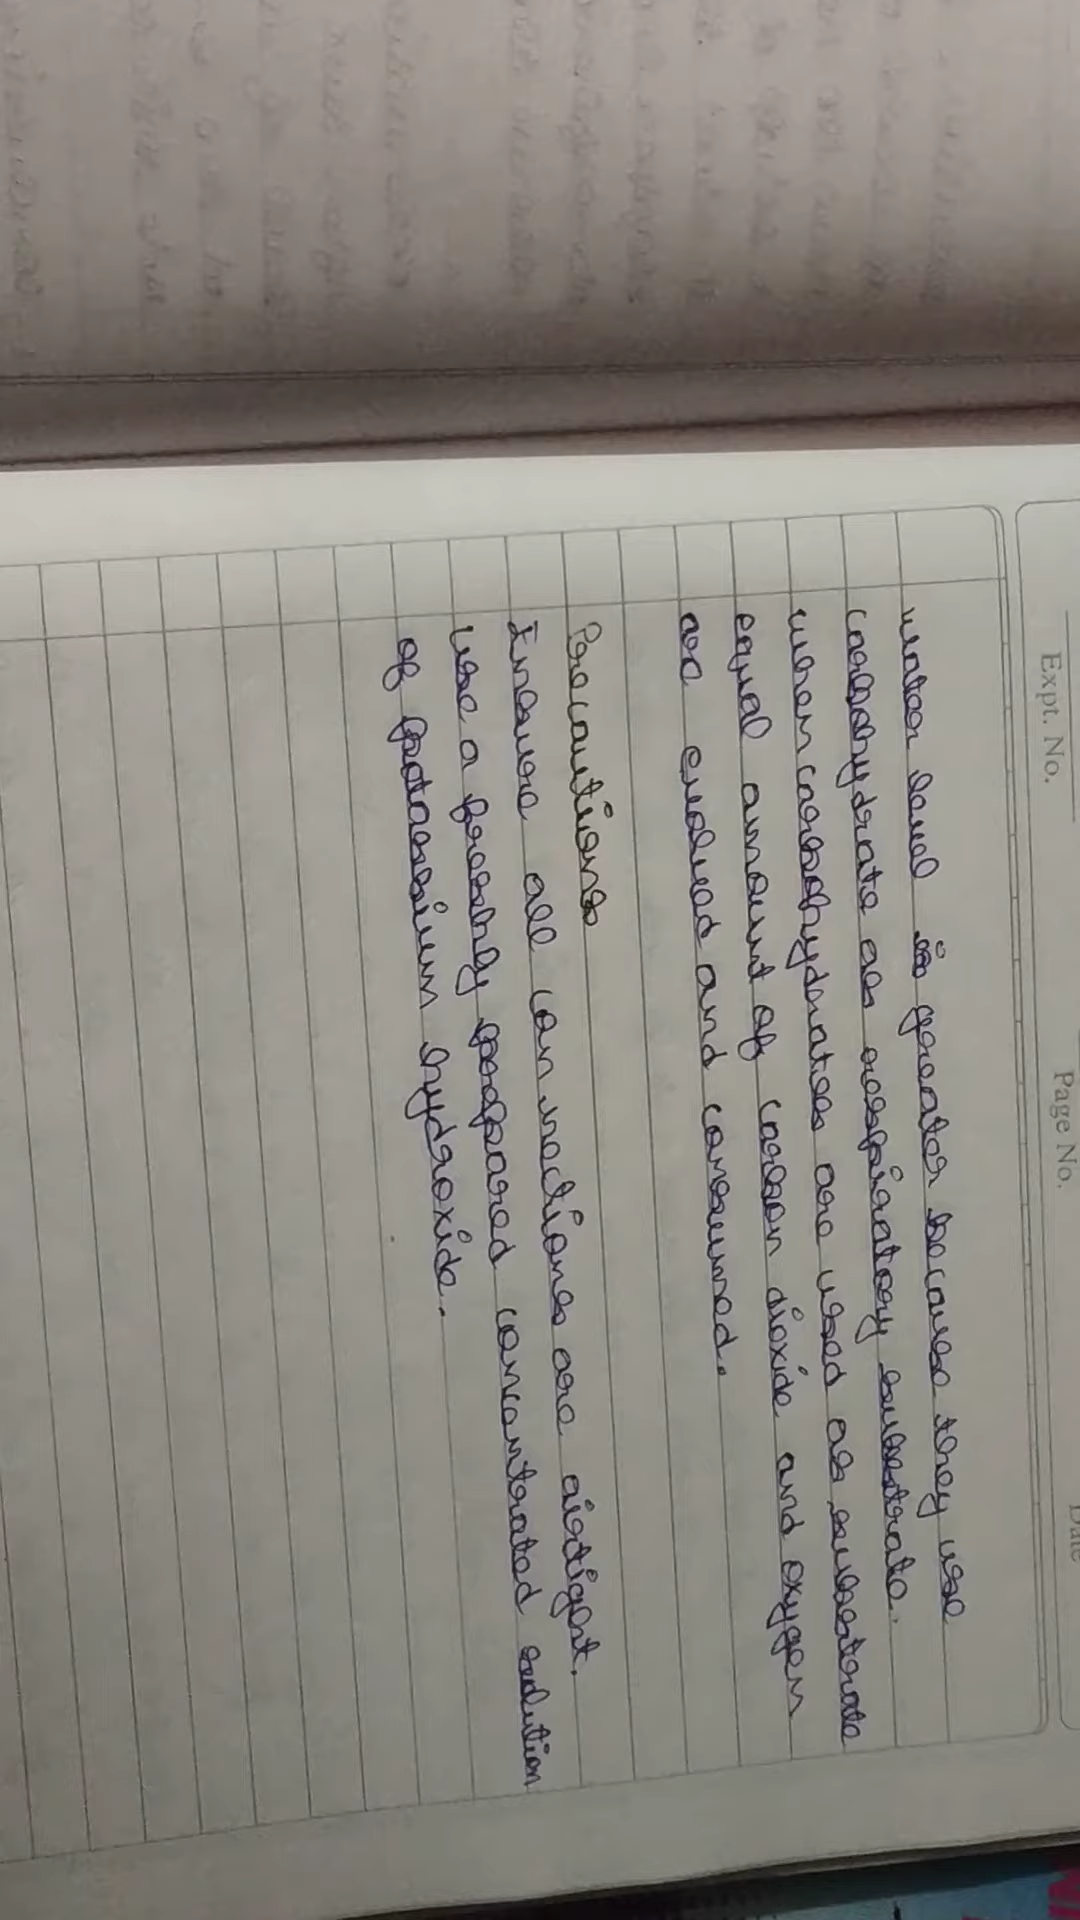 Expt. No.
Page No.
Date
water level is greater because they use
carbohydrate as respiratory substrate.
when carbohydrates are used as substrate
equal amount of carbon dioxide and oxygen
are evolved and consumed.
Precautions
Ensure all connections are airtight.
Use a freshly prepared concentrated solution
of potassium hydroxide.